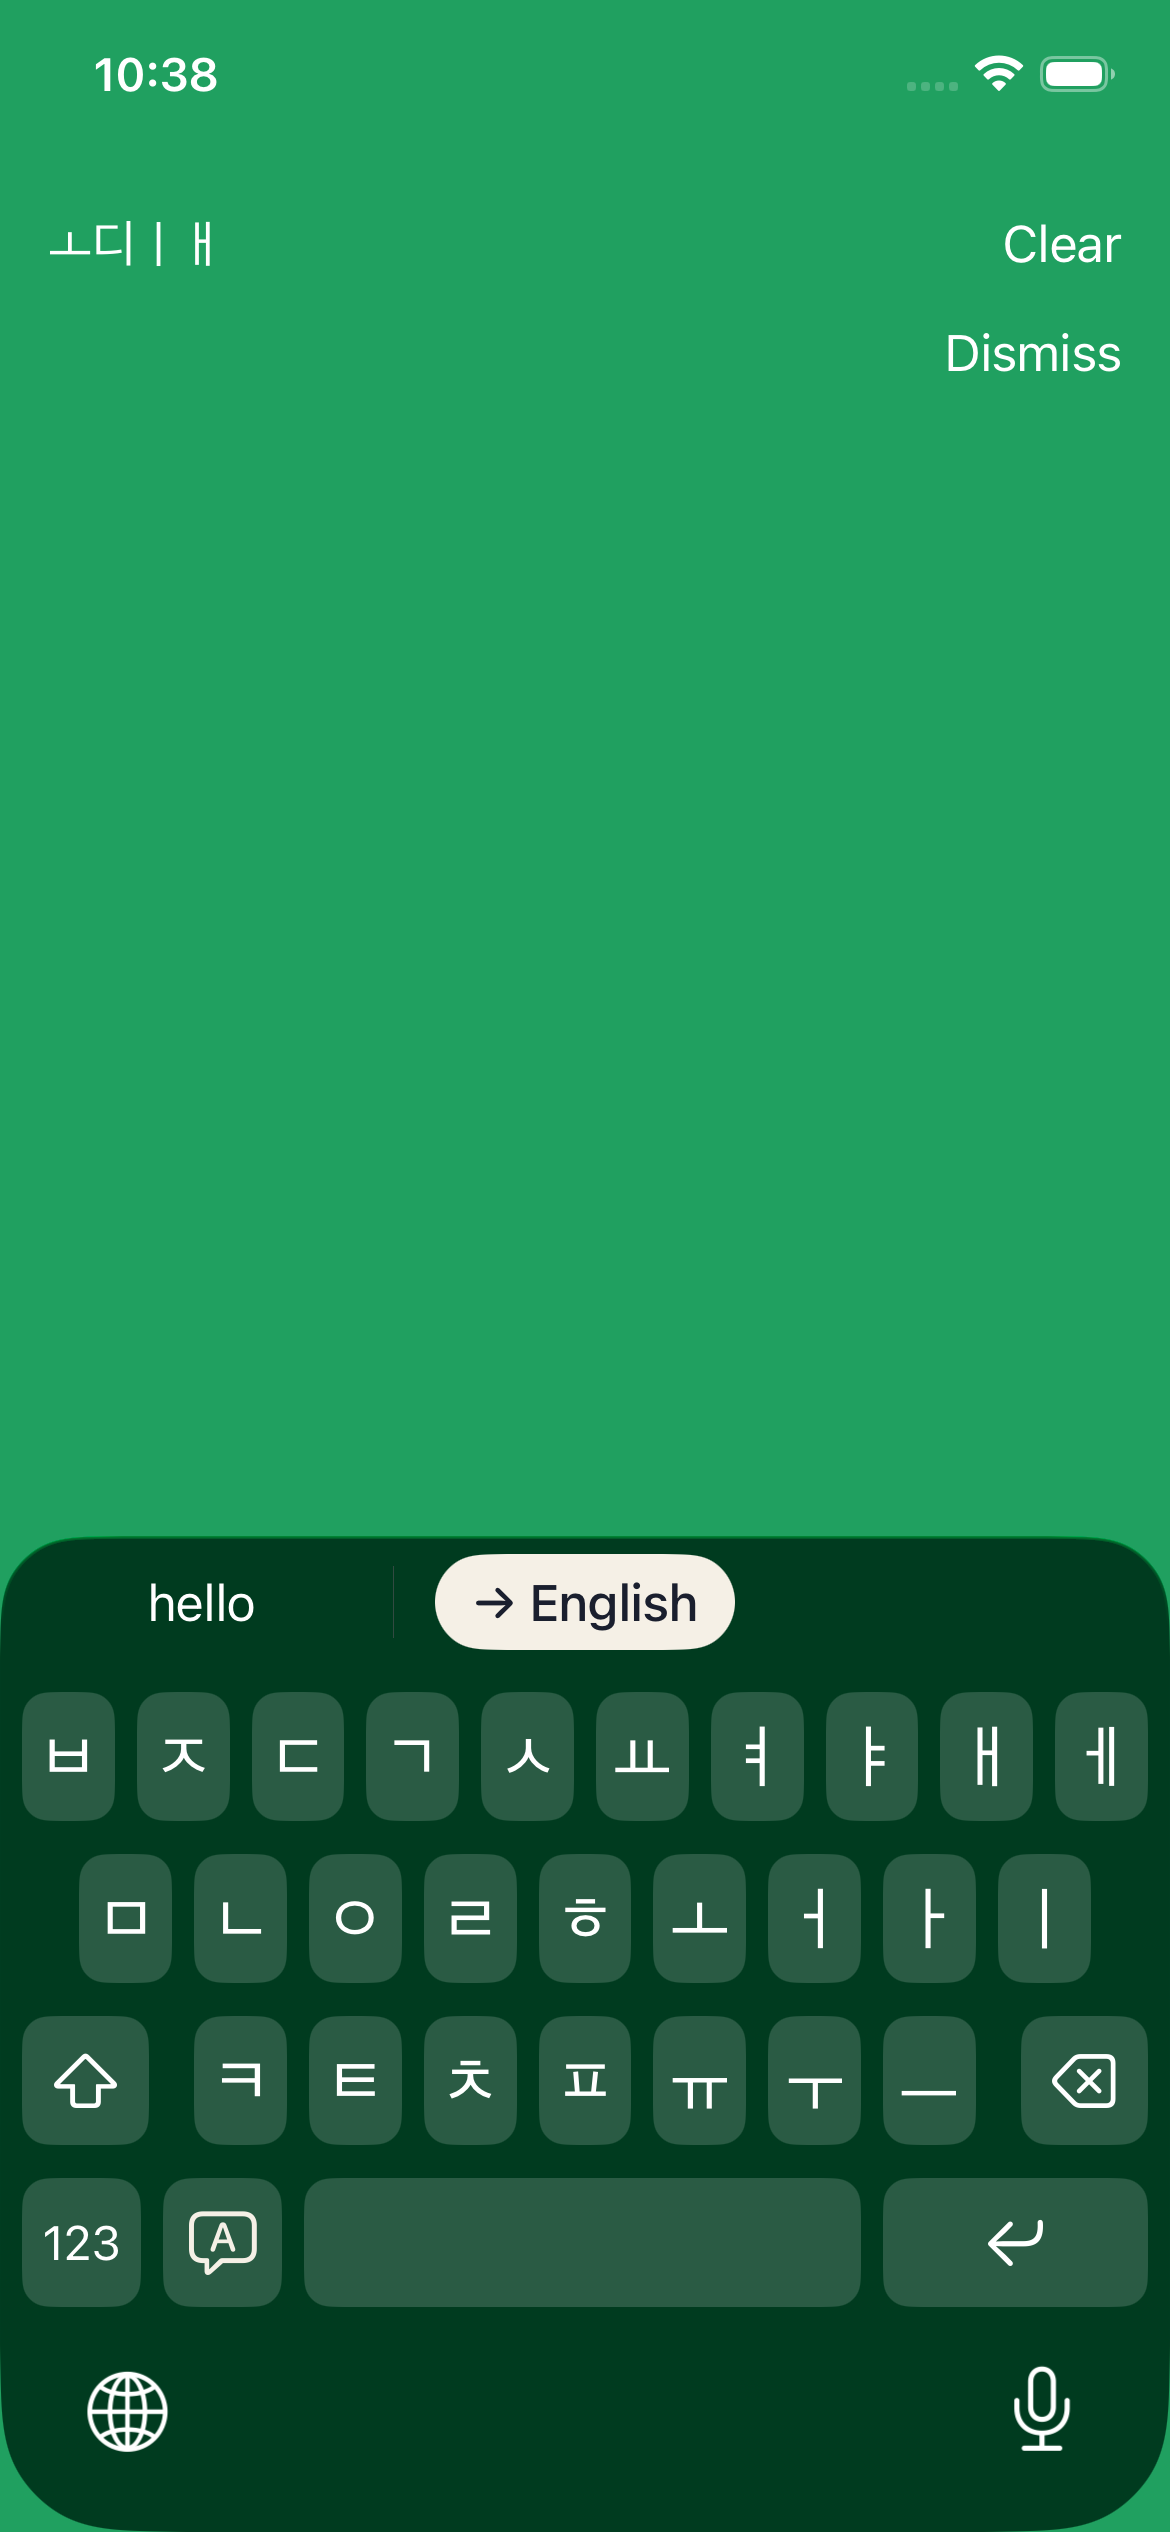 10:38
ㅗ디ㅣㅐ
Clear
Dismiss
hello
→ English
ㅂ ㅈ ㄷ ㄱ ㅅ ㅛ ㅕ ㅑ ㅐ ㅔ
ㅁ ㄴ ㅇ ㄹ ㅎ ㅗ ㅓ ㅏ ㅣ
ㅋ ㅌ ㅊ ㅍ ㅠ ㅜ ㅡ
123 A